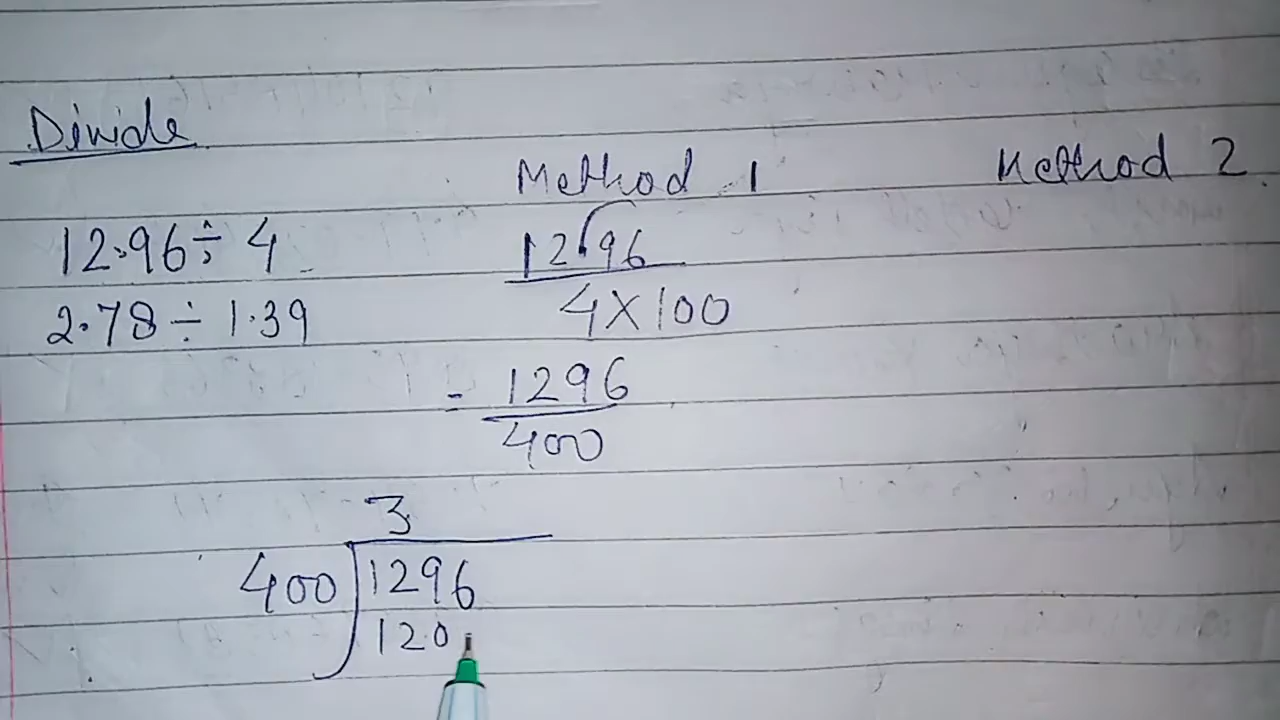 Divide
Method 1
Method 2
12.96 ÷ 4
2.78 ÷ 1.39
12.96
4 × 100
= 1296
400
3
400 1296
120